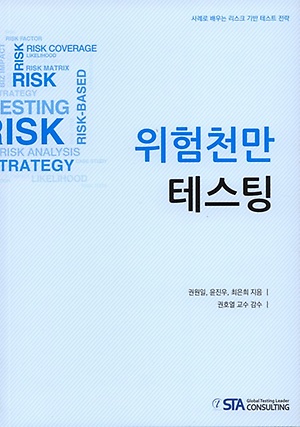 사례로 배우는 리스크 기반 테스트 전략
RISK FACTOR
RISK COVERAGE
LIKELIHOOD
RISK MATRIX
RISK
STRATEGY
RISK-BASED
ESTING
RISK
RISK ANALYSIS
TRATEGY
LIKELIHOOD
위험천만
테스팅
권원일, 윤진우, 최은희 지음
권호열 교수 감수
STA Global Testing Leader
CONSULTING